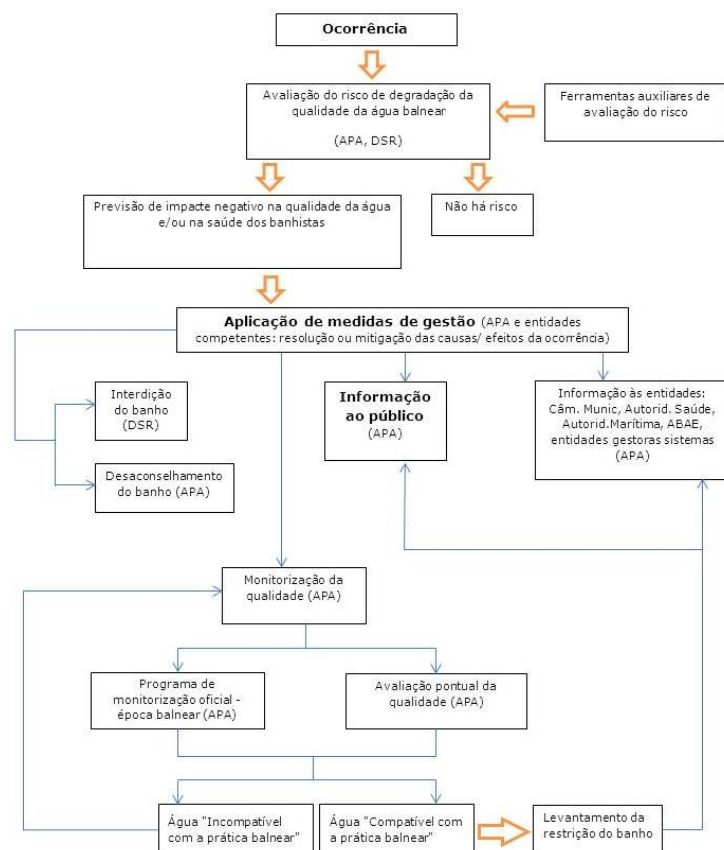 Ocorrência
Avaliação do risco de degradação da
qualidade da água balnear
(APA, DSR)
Ferramentas auxiliares de
avaliação do risco
Previsão de impacte negativo na qualidade da água
e/ou na saúde dos banhistas
Não há risco
Aplicação de medidas de gestão (APA e entidades
competentes: resolução ou mitigação das causas/ efeitos da ocorrência)
Interdição
do banho
(DSR)
Informação
ao público
(APA)
Informação às entidades:
Câm. Munic, Autorid. Saúde,
Autorid.Marítima, ABAE,
entidades gestoras sistemas
(APA)
Desaconselhamento
do banho (APA)
Monitorização da
qualidade (APA)
Programa de
monitorização oficial -
época balnear (APA)
Avaliação pontual da
qualidade (APA)
Água "Incompatível
com a prática balnear"
Água "Compatível com
a prática balnear"
Levantamento da
restrição do banho